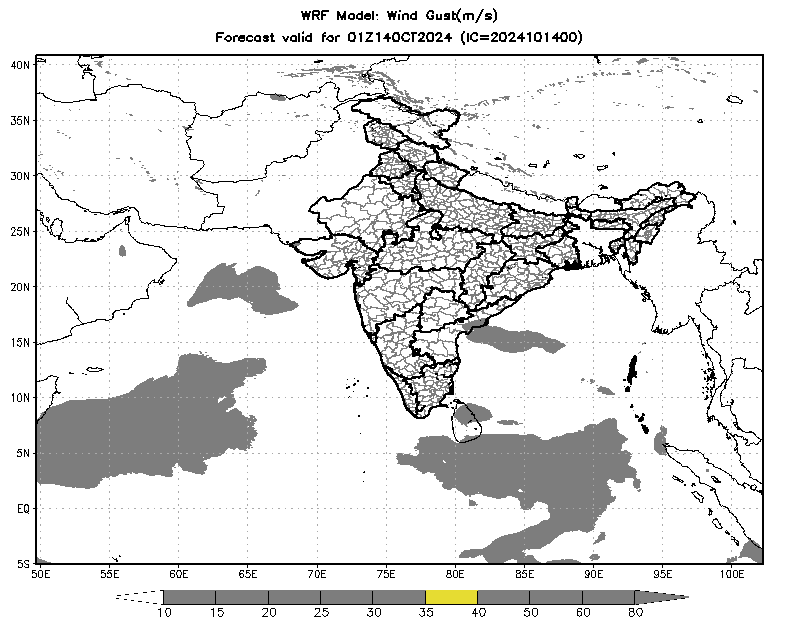 WRF Model: Wind Gust(m/s)
Forecast valid for 01Z14OCT2024 (IC=2024101400)
40N
35N
30N
25N
20N
15N
10N
5N
EQ
5S
50E 55E 60E 65E 70E 75E 80E 85E 90E 95E 100E
10 15 20 25 30 35 40 50 60 80